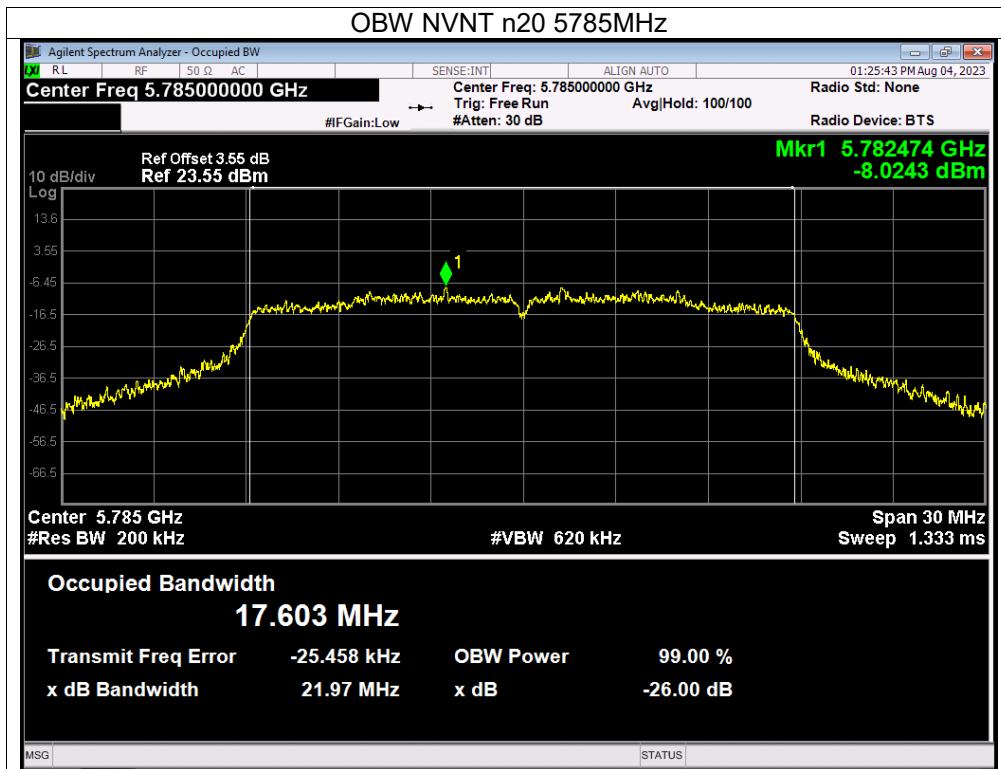 OBW NVNT n20 5785MHz
Agilent Spectrum Analyzer - Occupied BW
LXI RL RF 50 Ω AC SENSE:INT ALIGN AUTO 01:25:43 PM Aug 04, 2023
Center Freq 5.785000000 GHz Center Freq: 5.785000000 GHz Radio Std: None
Trig: Free Run Avg|Hold: 100/100
#IFGain:Low #Atten: 30 dB Radio Device: BTS
Mkr1 5.782474 GHz
-8.0243 dBm
Ref Offset 3.55 dB
10 dB/div Ref 23.55 dBm
Log
13.6
3.55
1
-6.45
-16.5
-26.5
-36.5
-46.5
-56.5
-66.5
Center 5.785 GHz Span 30 MHz
#Res BW 200 kHz #VBW 620 kHz Sweep 1.333 ms
Occupied Bandwidth
17.603 MHz
Transmit Freq Error -25.458 kHz OBW Power 99.00 %
x dB Bandwidth 21.97 MHz x dB -26.00 dB
MSG STATUS